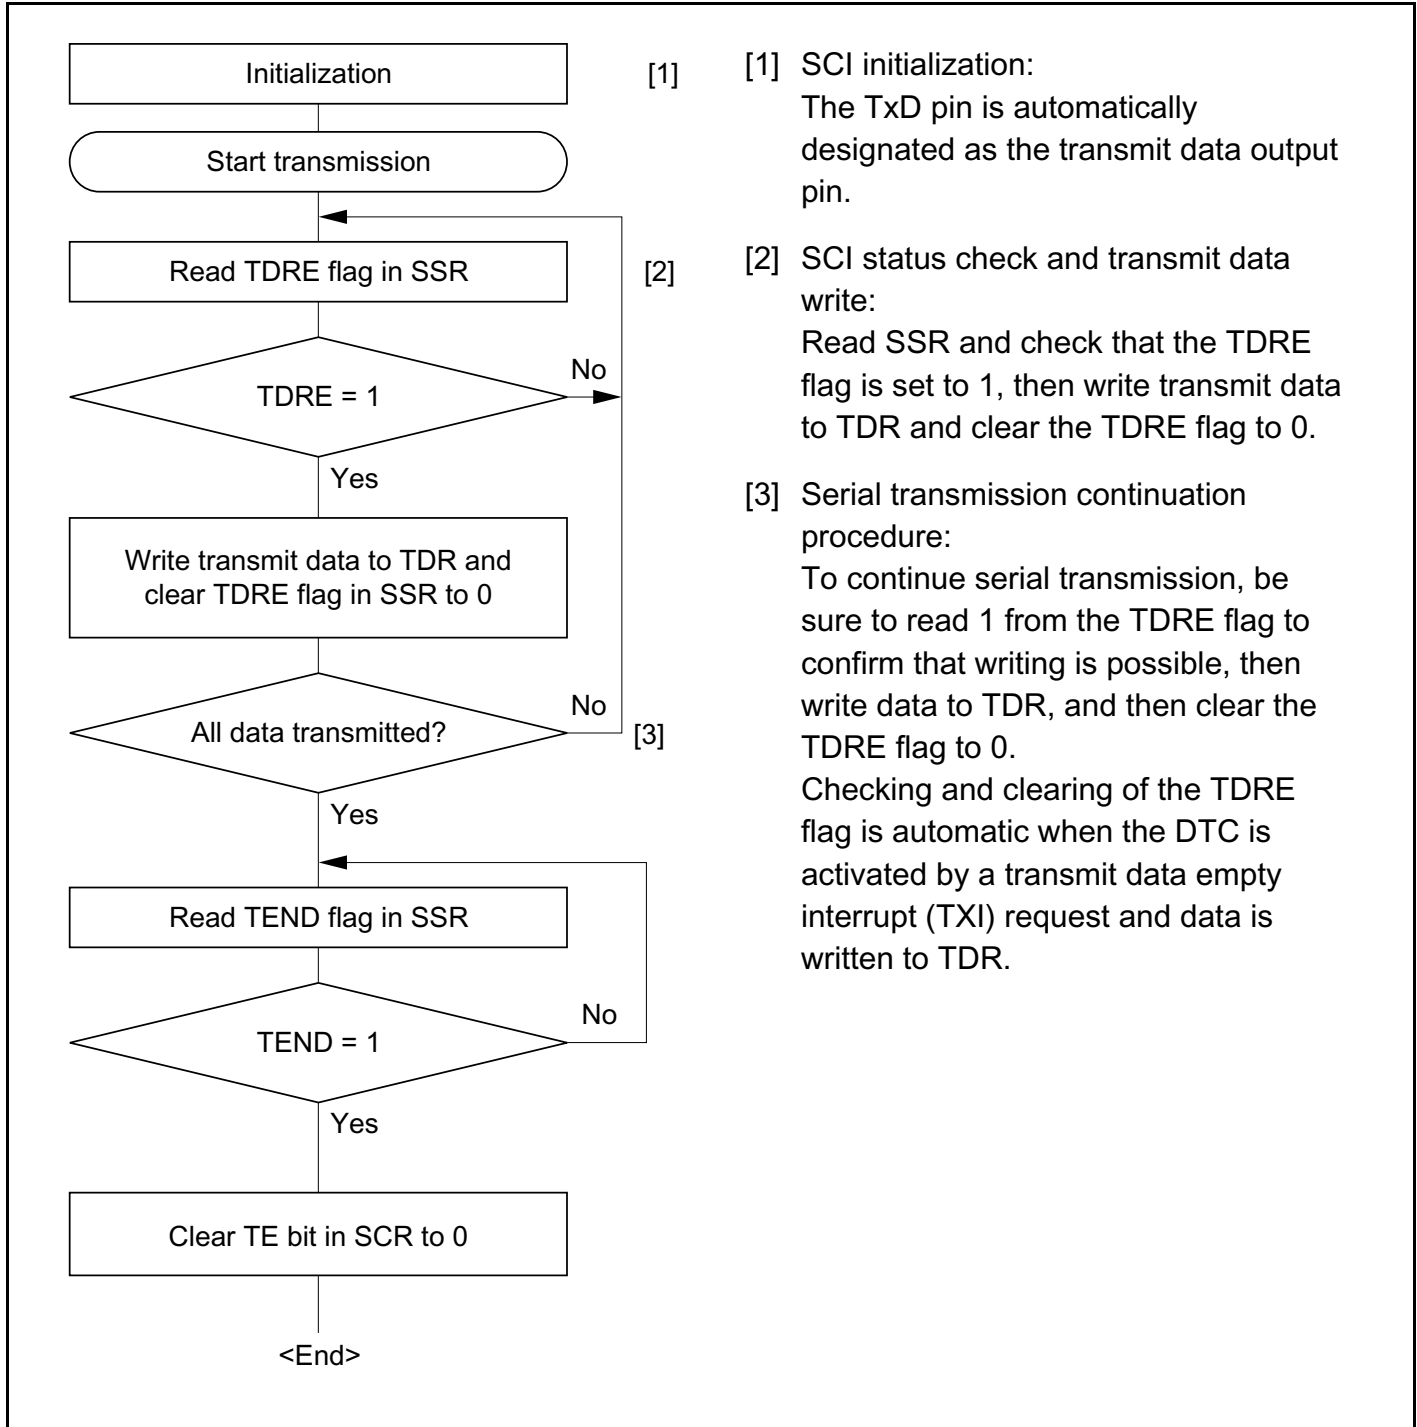 Initialization
[1]
Start transmission
Read TDRE flag in SSR
[2]
TDRE = 1
No
Yes
Write transmit data to TDR and
clear TDRE flag in SSR to 0
All data transmitted?
No
[3]
Yes
Read TEND flag in SSR
TEND = 1
No
Yes
Clear TE bit in SCR to 0
<End>
[1] SCI initialization:
The TxD pin is automatically
designated as the transmit data output
pin.
[2] SCI status check and transmit data
write:
Read SSR and check that the TDRE
flag is set to 1, then write transmit data
to TDR and clear the TDRE flag to 0.
[3] Serial transmission continuation
procedure:
To continue serial transmission, be
sure to read 1 from the TDRE flag to
confirm that writing is possible, then
write data to TDR, and then clear the
TDRE flag to 0.
Checking and clearing of the TDRE
flag is automatic when the DTC is
activated by a transmit data empty
interrupt (TXI) request and data is
written to TDR.